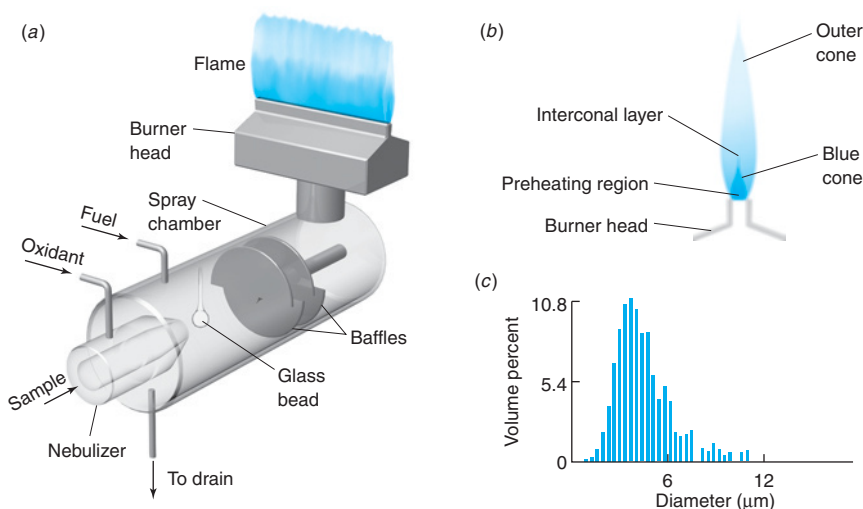 (a)
Flame
Burner
head
Spray
chamber
Fuel
Oxidant
Baffles
Glass
bead
Sample
Nebulizer
To drain
(b)
Outer
cone
Interconal layer
Blue
cone
Preheating region
Burner head
(c)
Volume percent
10.8
5.4
0
6
12
Diameter (μm)